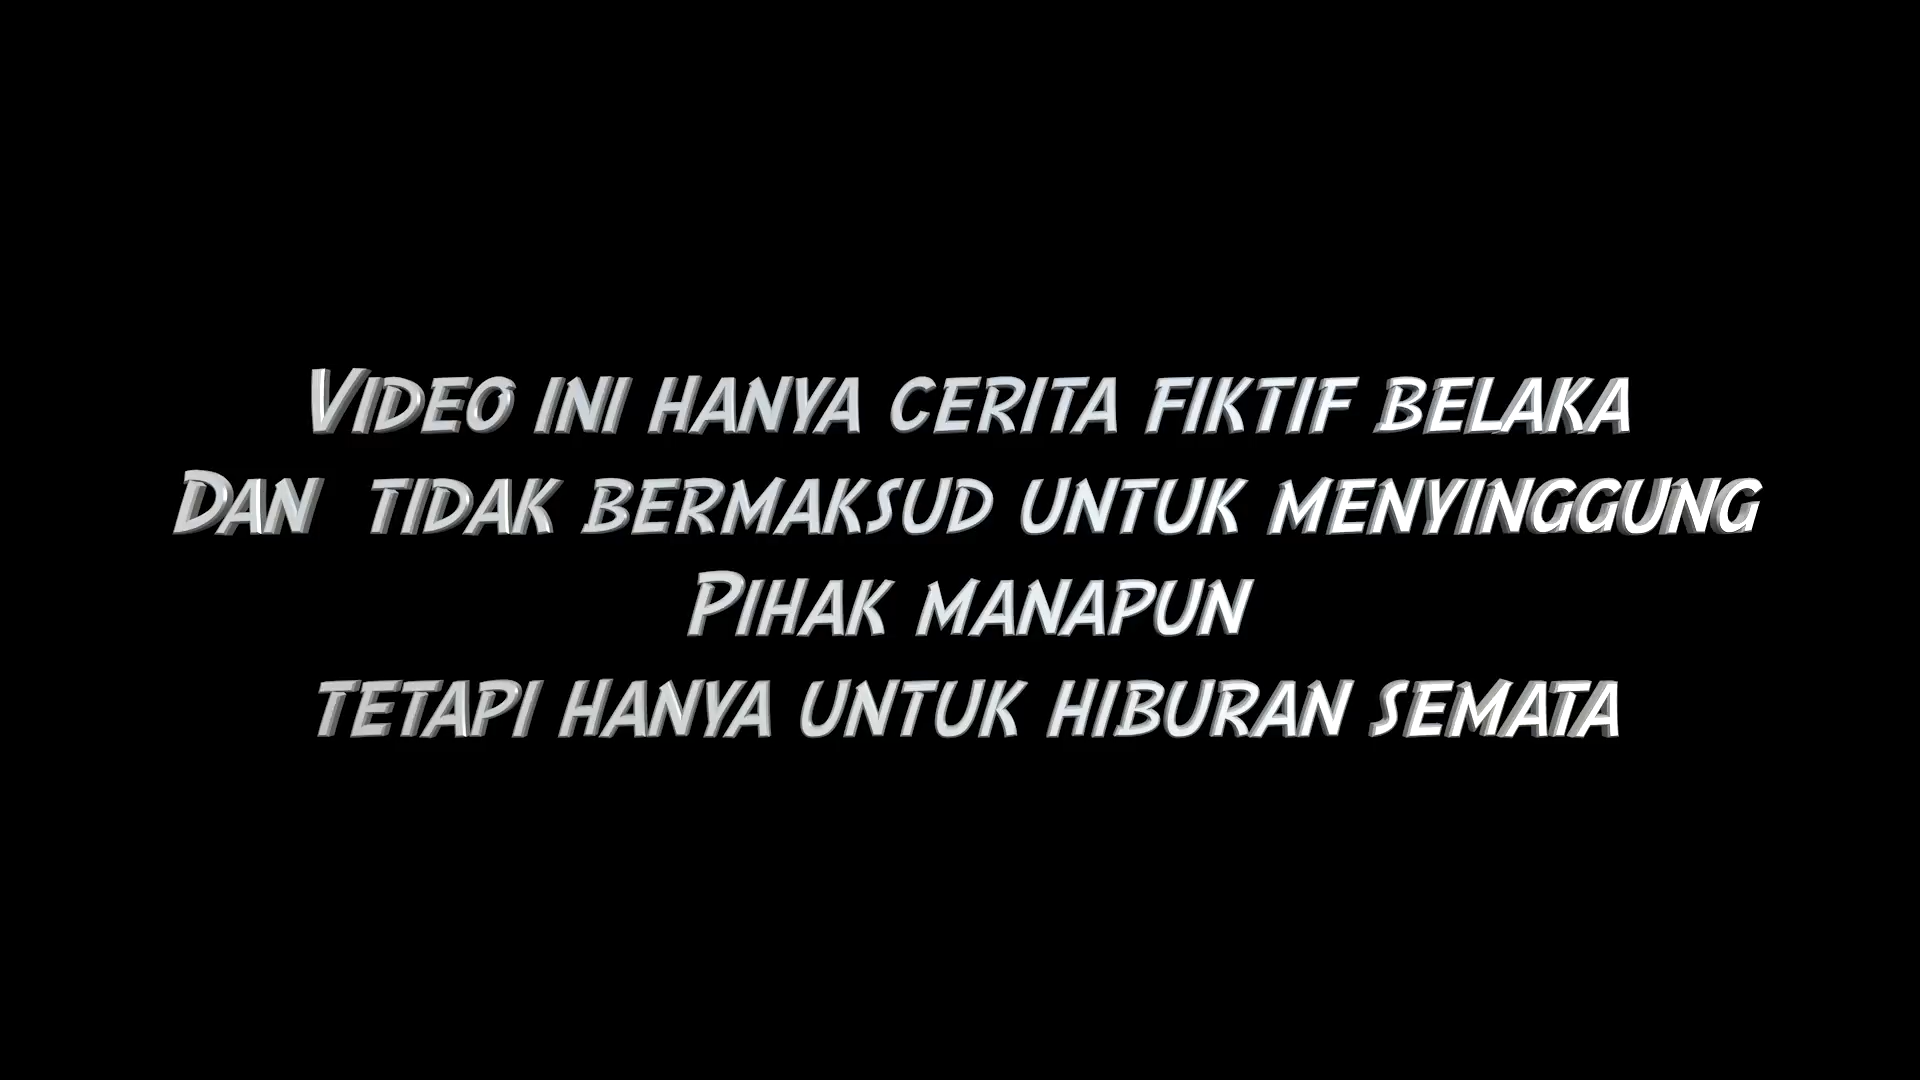 Video ini hanya cerita fiktif belaka
Dan tidak bermaksud untuk menyinggung
Pihak manapun
tetapi hanya untuk hiburan semata